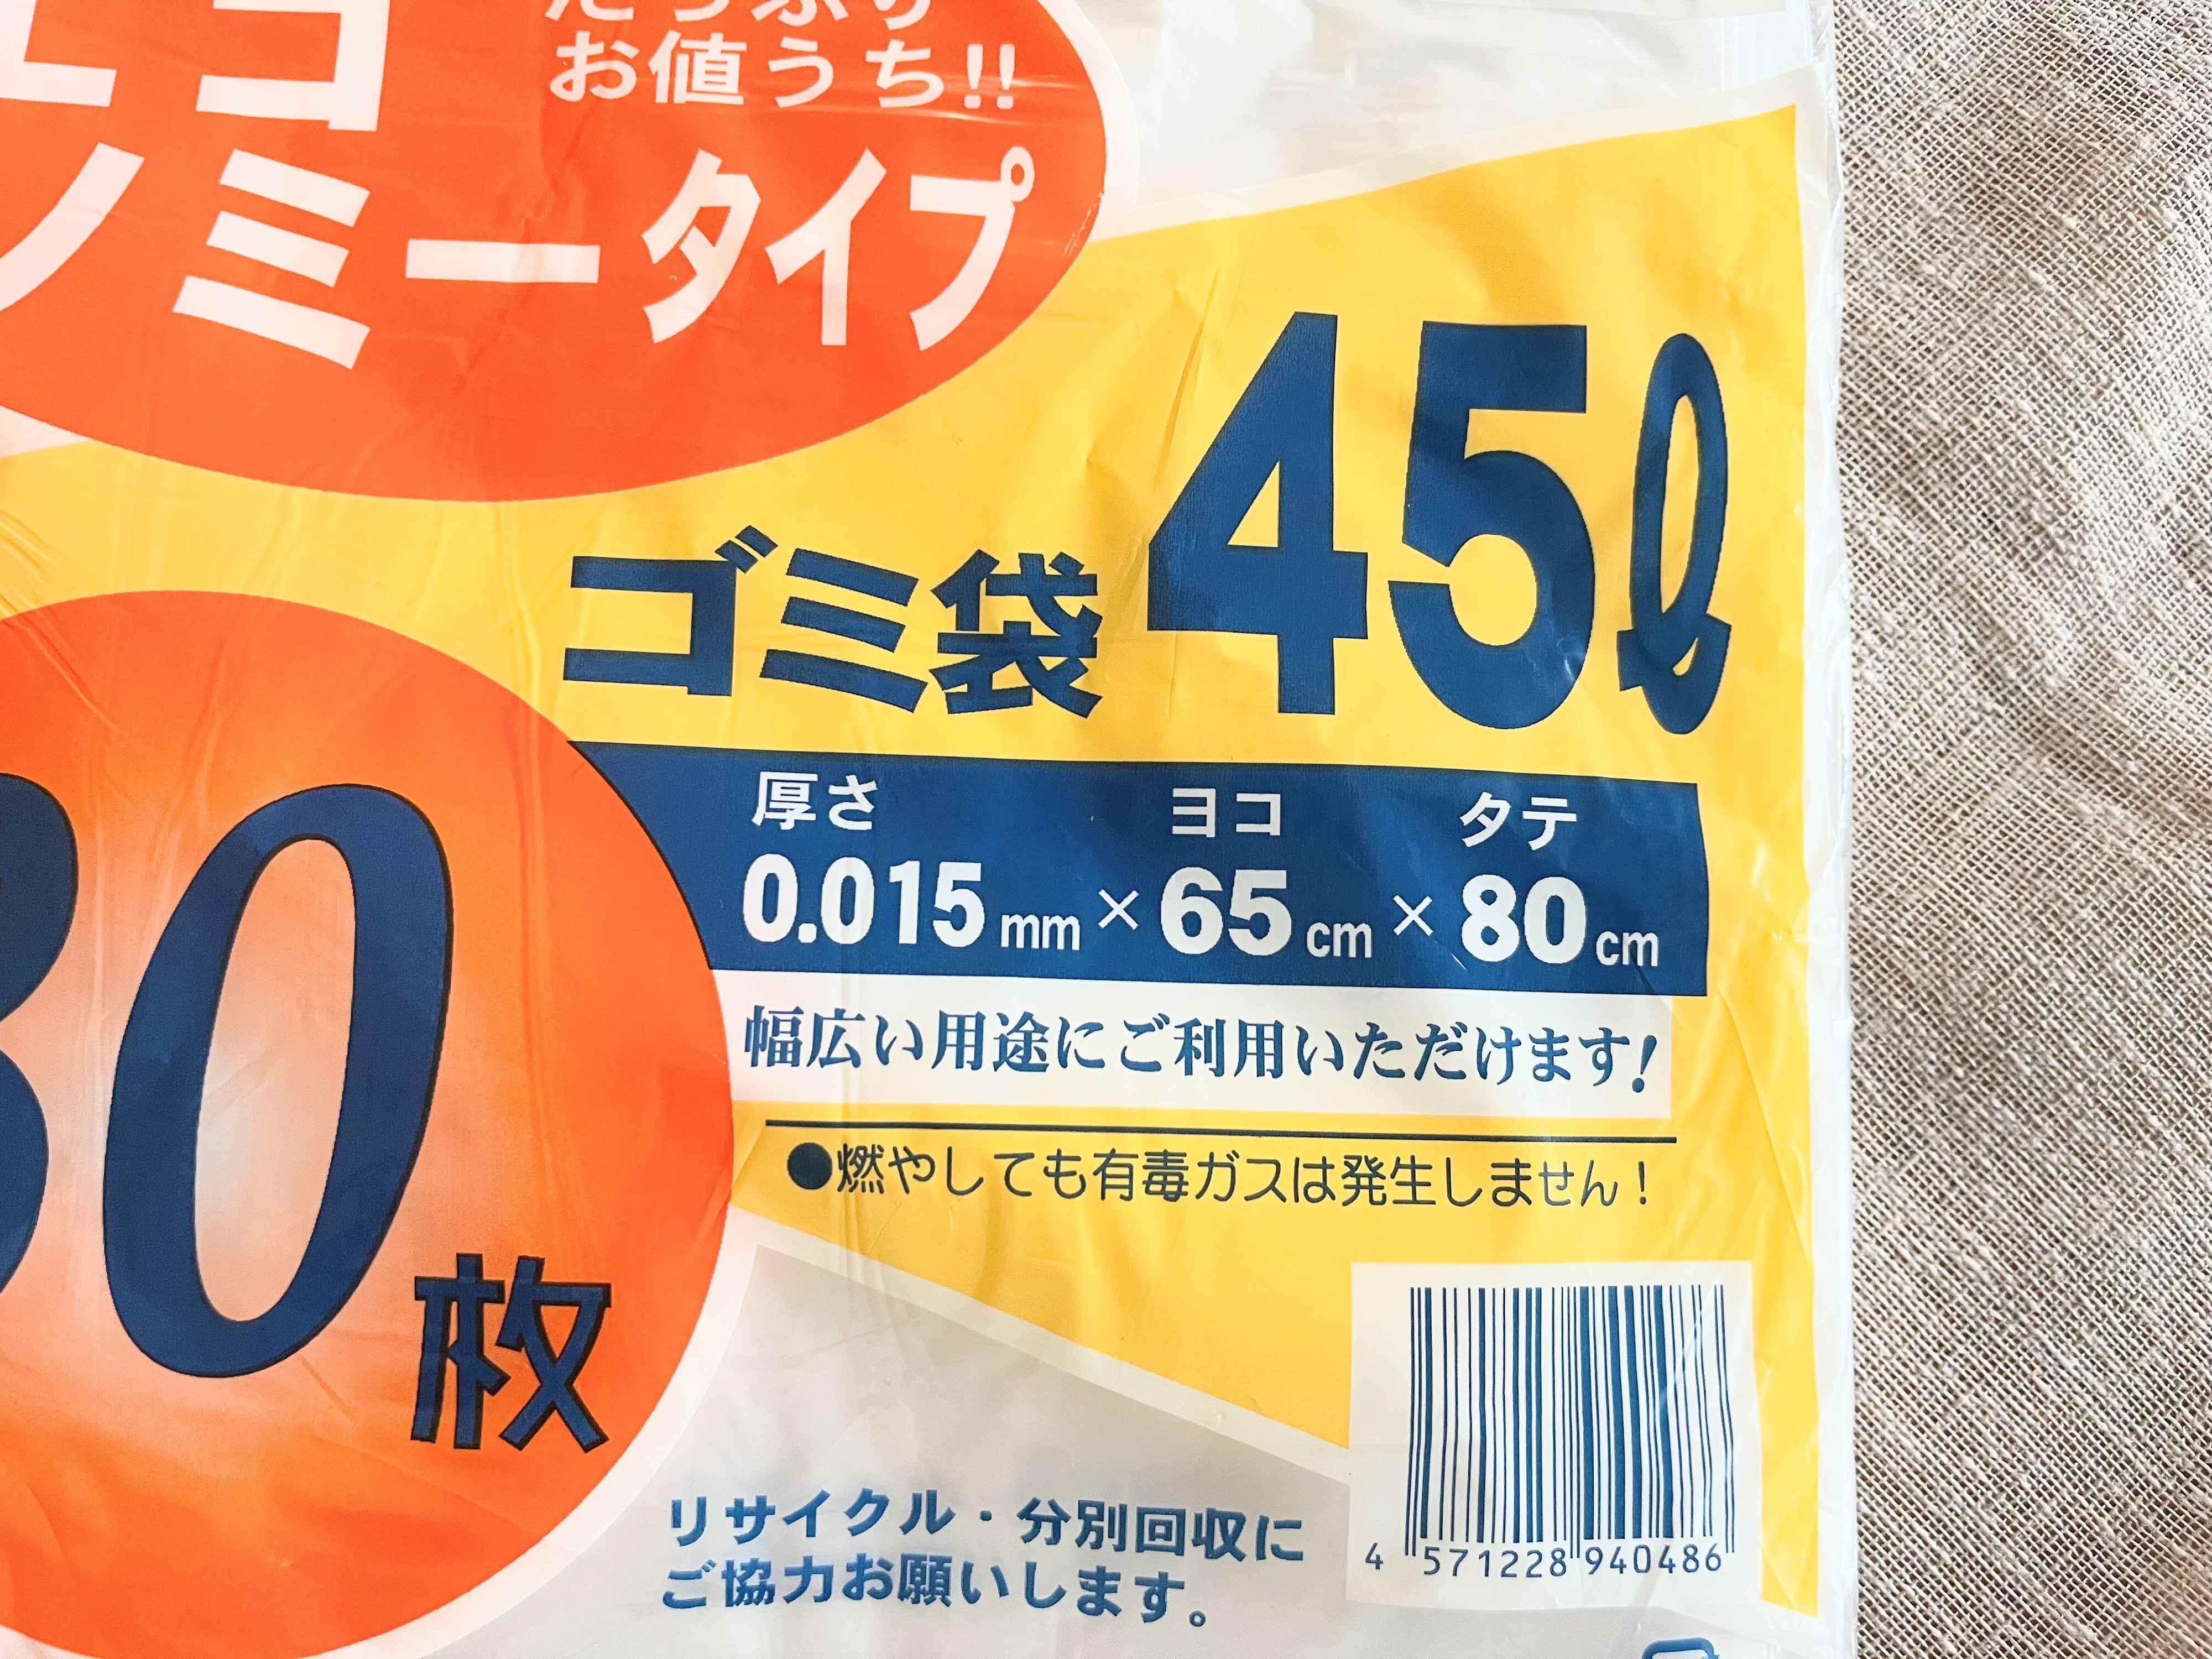 お値うち!!
エコ
ノミータイプ
ゴミ袋 45ℓ
厚さ ヨコ タテ
0.015mm×65cm×80cm
幅広い用途にご利用いただけます!
●燃やしても有毒ガスは発生しません!
0枚
リサイクル・分別回収に
ご協力お願いします。
4 571228 940486